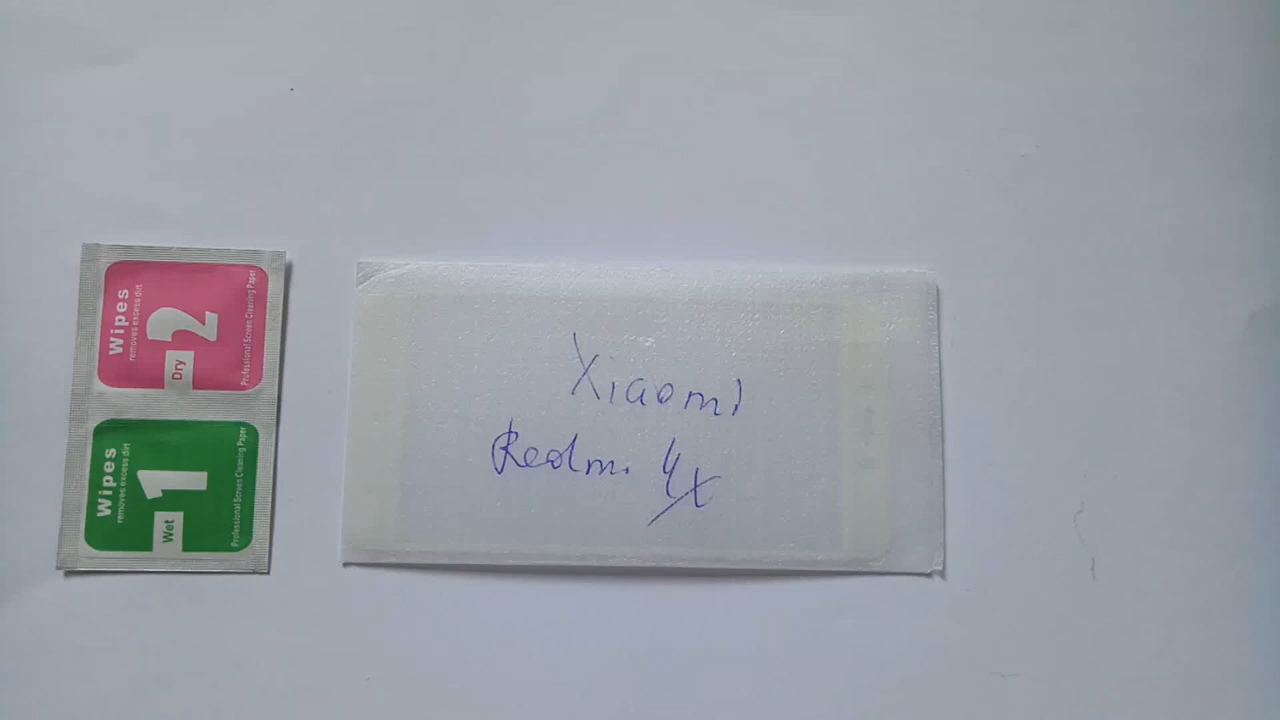 Wipes
removes excess dirt
2
Dry
Professional Screen Cleaning Paper
Wipes
removes excess dirt
1
Wet
Professional Screen Cleaning Paper
Xiaomi
Redmi 4x